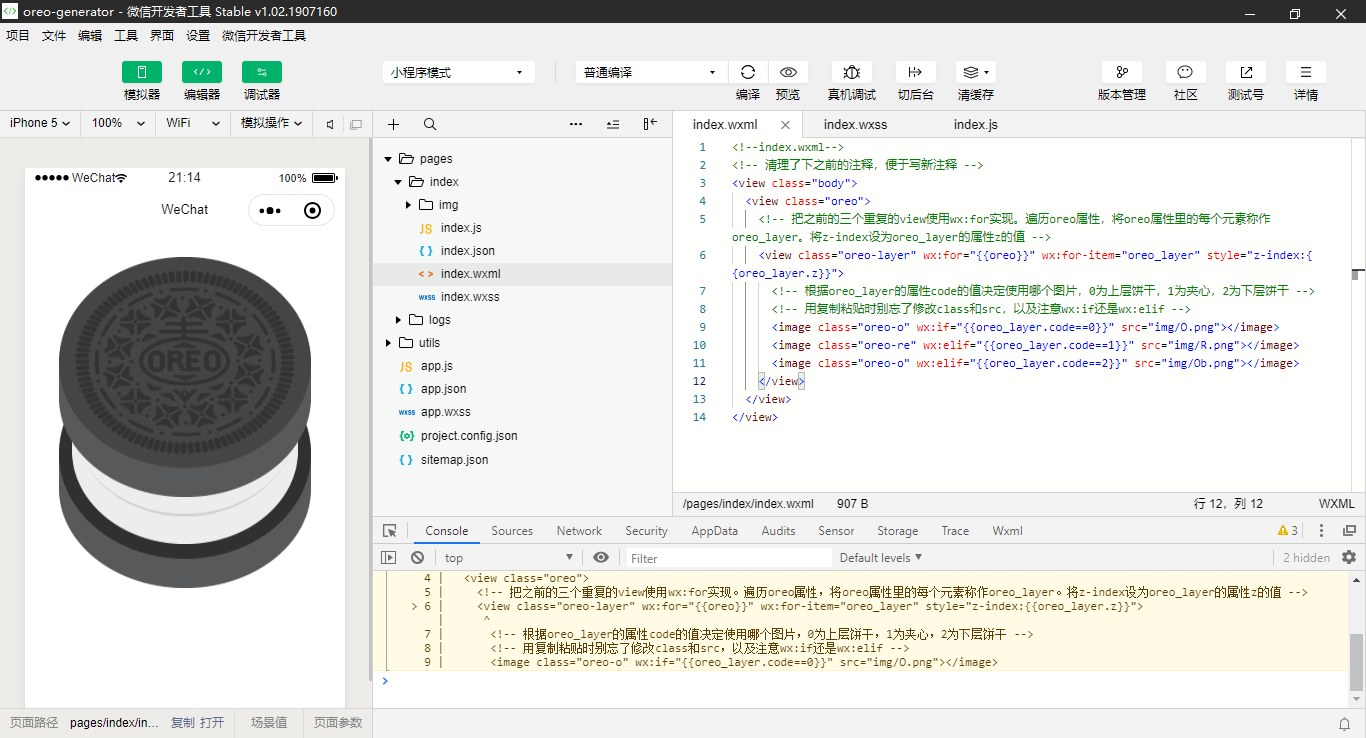 oreo-generator - 微信开发者工具 Stable v1.02.1907160
项目 文件 编辑 工具 界面 设置 微信开发者工具
小程序模式 普通编译
模拟器 编辑器 调试器 编译 预览 真机调试 切后台 清缓存 版本管理 社区 测试号 详情
iPhone 5 100% WiFi 模拟操作
WeChat 21:14 100%
WeChat
OREO
pages
index
img
JS index.js
{ } index.json
< > index.wxml
wxss index.wxss
logs
utils
JS app.js
{ } app.json
wxss app.wxss
{o} project.config.json
{ } sitemap.json
index.wxml index.wxss index.js
1 <!--index.wxml-->
2 <!-- 清理了下之前的注释，便于写新注释 -->
3 <view class="body">
4 <view class="oreo">
5 <!-- 把之前的三个重复的view使用wx:for实现。遍历oreo属性，将oreo属性里的每个元素称作
oreo_layer。将z-index设为oreo_layer的属性z的值 -->
6 <view class="oreo-layer" wx:for="{{oreo}}" wx:for-item="oreo_layer" style="z-index:{
{oreo_layer.z}}">
7 <!-- 根据oreo_layer的属性code的值决定使用哪个图片，0为上层饼干，1为夹心，2为下层饼干 -->
8 <!-- 用复制粘贴时别忘了修改class和src，以及注意wx:if还是wx:elif -->
9 <image class="oreo-o" wx:if="{{oreo_layer.code==0}}" src="img/O.png"></image>
10 <image class="oreo-re" wx:elif="{{oreo_layer.code==1}}" src="img/R.png"></image>
11 <image class="oreo-o" wx:elif="{{oreo_layer.code==2}}" src="img/Ob.png"></image>
12 </view>
13 </view>
14 </view>
/pages/index/index.wxml 907 B 行 12，列 12 WXML
Console Sources Network Security AppData Audits Sensor Storage Trace Wxml 3
top Filter Default levels 2 hidden
4 | <view class="oreo">
5 | <!-- 把之前的三个重复的view使用wx:for实现。遍历oreo属性，将oreo属性里的每个元素称作oreo_layer。将z-index设为oreo_layer的属性z的值 -->
> 6 | <view class="oreo-layer" wx:for="{{oreo}}" wx:for-item="oreo_layer" style="z-index:{{oreo_layer.z}}">
| ^
7 | <!-- 根据oreo_layer的属性code的值决定使用哪个图片，0为上层饼干，1为夹心，2为下层饼干 -->
8 | <!-- 用复制粘贴时别忘了修改class和src，以及注意wx:if还是wx:elif -->
9 | <image class="oreo-o" wx:if="{{oreo_layer.code==0}}" src="img/O.png"></image>
>
页面路径 pages/index/in... 复制 打开 场景值 页面参数